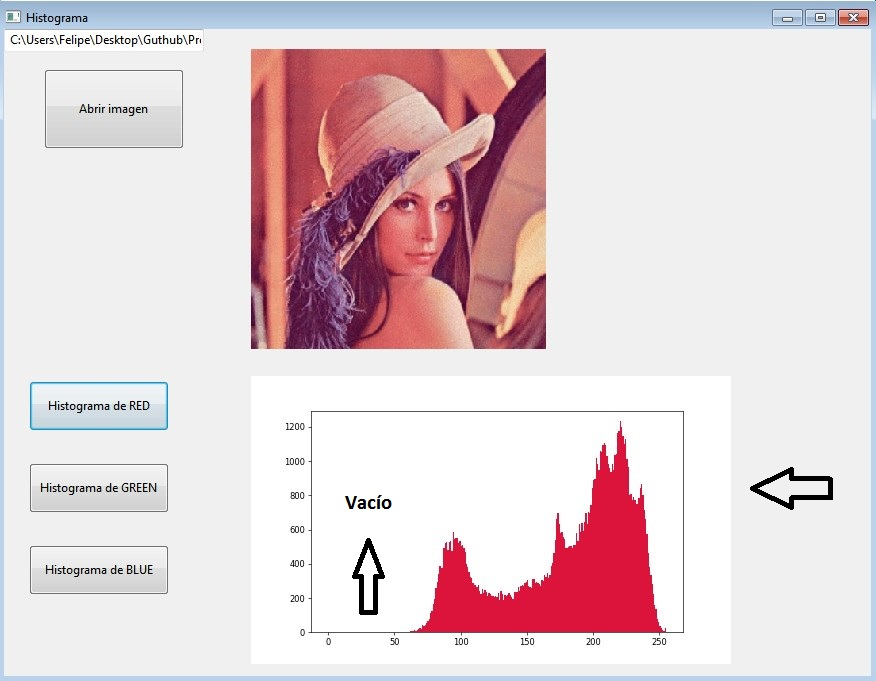 Histograma
C:\Users\Felipe\Desktop\Guthub\Pr
Abrir imagen
Histograma de RED
Histograma de GREEN
Histograma de BLUE
Vacío
1200
1000
800
600
400
200
0
0 50 100 150 200 250